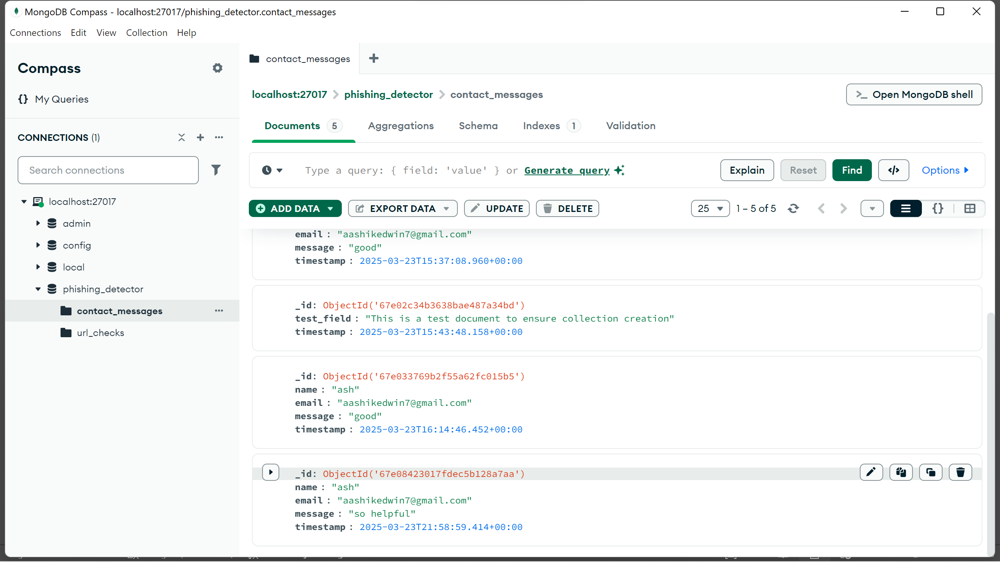 MongoDB Compass - localhost:27017/phishing_detector.contact_messages
Connections Edit View Collection Help
Compass
{} My Queries
CONNECTIONS (1)
Search connections
localhost:27017
admin
config
local
phishing_detector
contact_messages
url_checks
contact_messages
localhost:27017 > phishing_detector > contact_messages
>_ Open MongoDB shell
Documents 5 Aggregations Schema Indexes 1 Validation
Type a query: { field: 'value' } or Generate query
Explain Reset Find </> Options
ADD DATA EXPORT DATA UPDATE DELETE
25 1 – 5 of 5 {}
email : "aashikedwin7@gmail.com"
message : "good"
timestamp : 2025-03-23T15:37:08.960+00:00
_id: ObjectId('67e02c34b3638bae487a34bd')
test_field : "This is a test document to ensure collection creation"
timestamp : 2025-03-23T15:43:48.158+00:00
_id: ObjectId('67e033769b2f55a62fc015b5')
name : "ash"
email : "aashikedwin7@gmail.com"
message : "good"
timestamp : 2025-03-23T16:14:46.452+00:00
_id: ObjectId('67e08423017fdec5b128a7aa')
name : "ash"
email : "aashikedwin7@gmail.com"
message : "so helpful"
timestamp : 2025-03-23T21:58:59.414+00:00